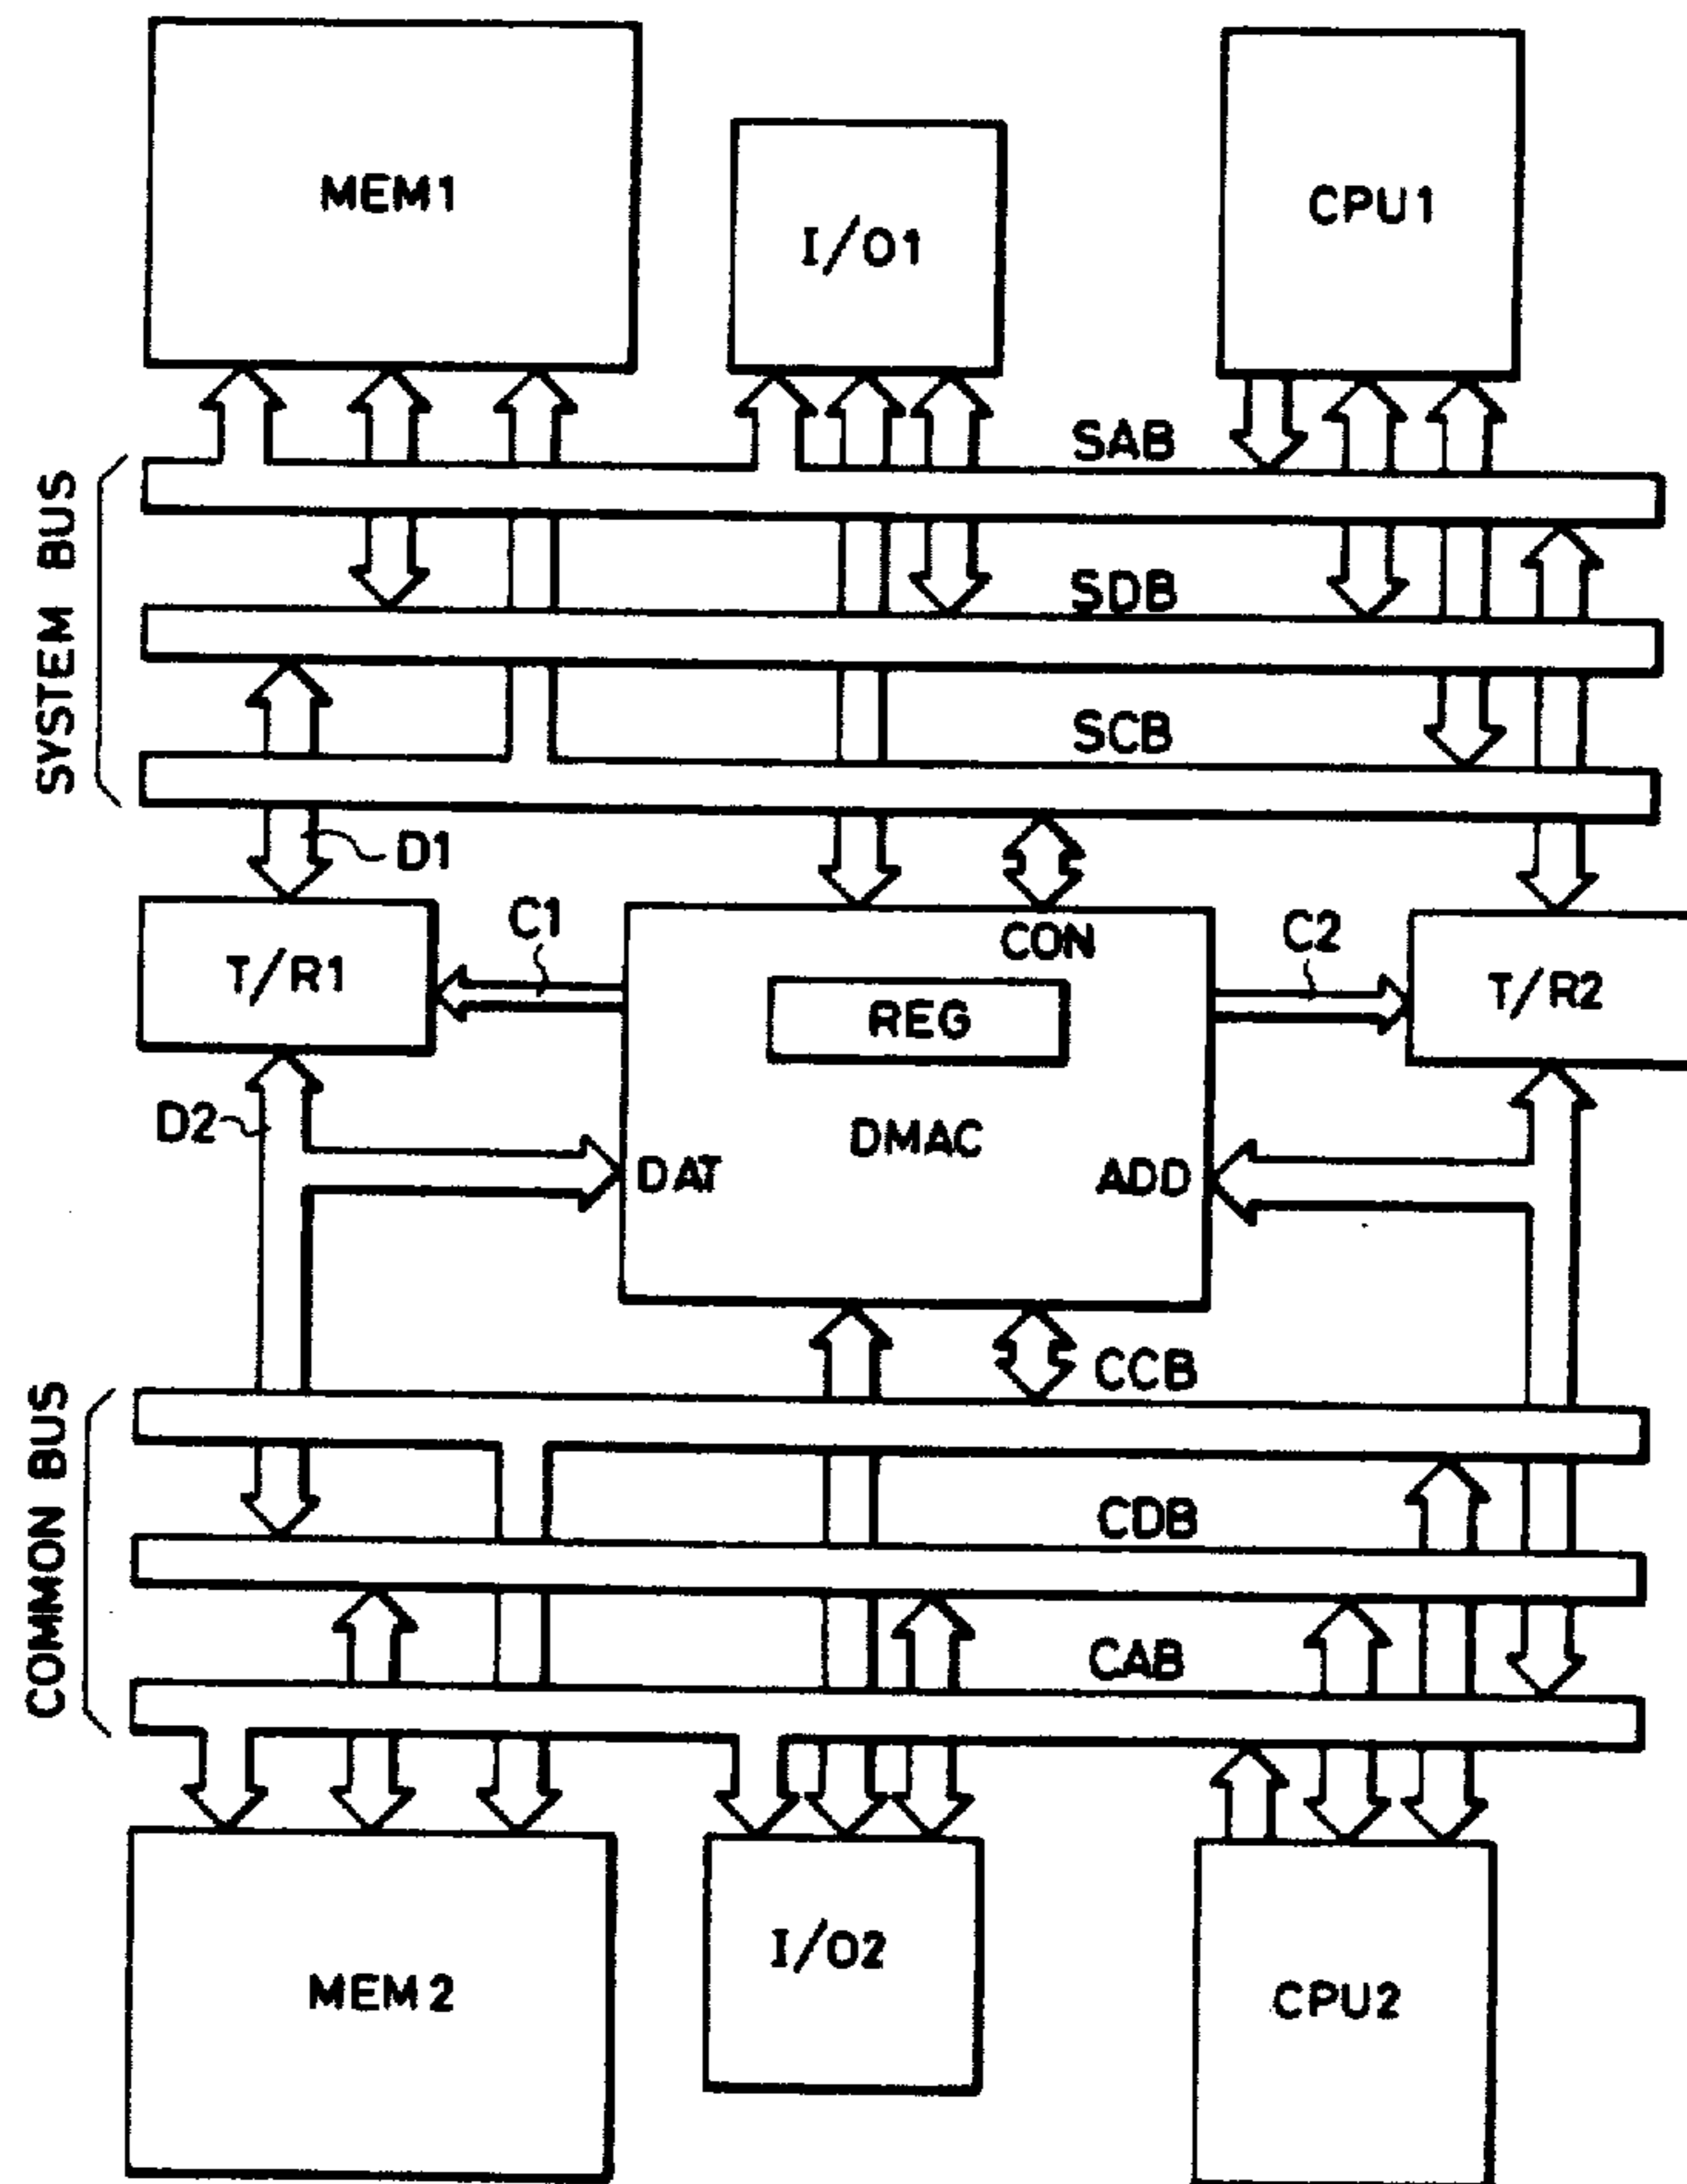 MEM1
I/O1
CPU1
SAB
SYSTEM BUS
SDB
SCB
D1
C1
CON
C2
T/R1
REG
T/R2
D2
DMAC
DAT
ADD
CCB
COMMON BUS
CDB
CAB
MEM2
I/O2
CPU2